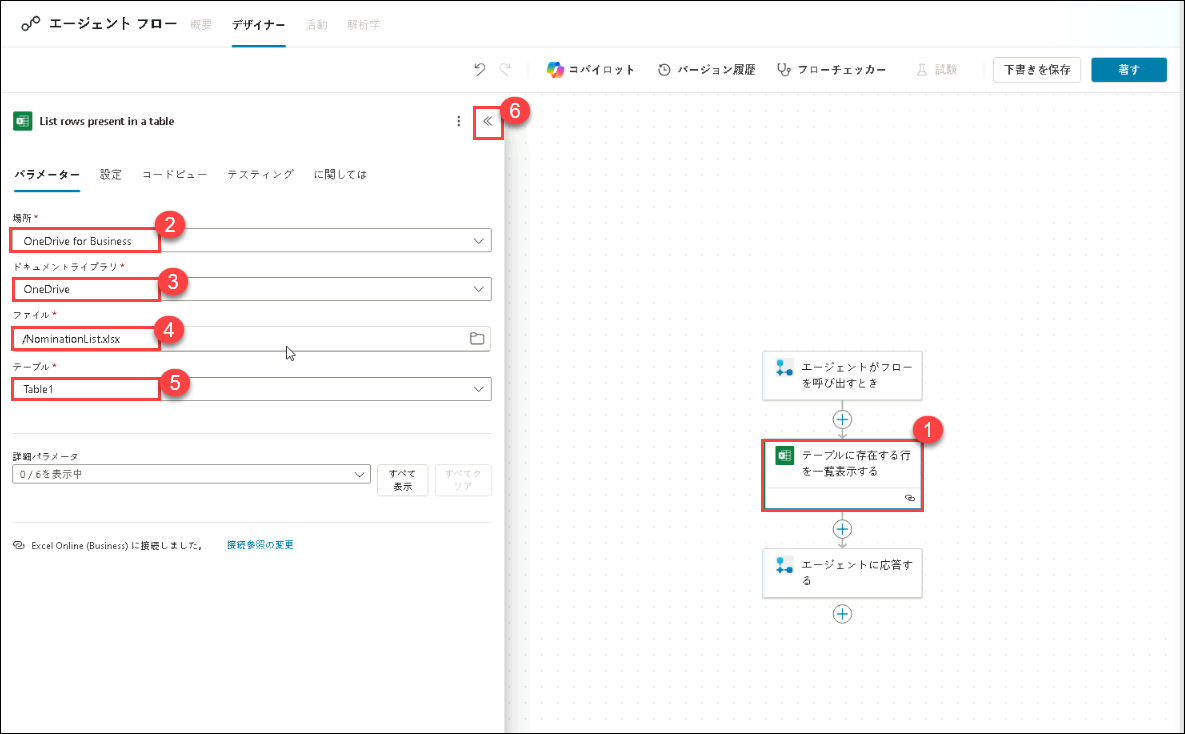 エージェント フロー 概要 デザイナー 活動 解析学
コパイロット バージョン履歴 フローチェッカー 試験 下書きを保存 著す
List rows present in a table
6
パラメーター 設定 コードビュー テスティング に関しては
場所 *
2
OneDrive for Business
ドキュメントライブラリ *
3
OneDrive
ファイル *
4
/NominationList.xlsx
テーブル *
5
Table1
詳細パラメータ
0 / 6を表示中
すべて
表示
すべてク
リア
Excel Online (Business) に接続しました。 接続参照の変更
エージェントがフロー
を呼び出すとき
1
テーブルに存在する行
を一覧表示する
エージェントに応答す
る